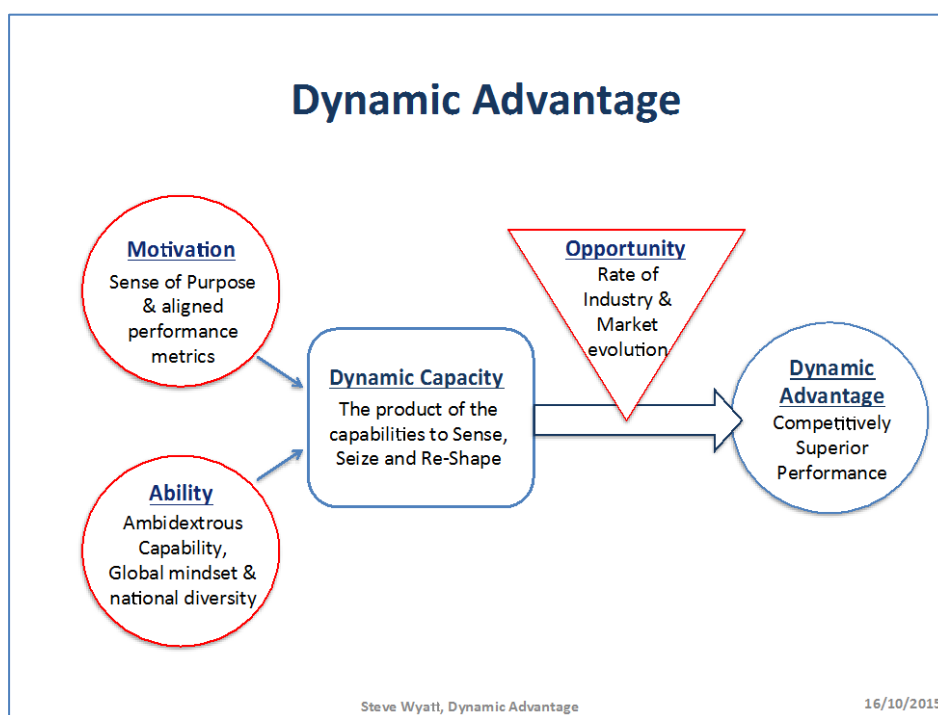 Dynamic Advantage
Motivation
Sense of Purpose
& aligned
performance
metrics
Ability
Ambidextrous
Capability,
Global mindset &
national diversity
Dynamic Capacity
The product of the
capabilities to Sense,
Seize and Re-Shape
Opportunity
Rate of
Industry &
Market
evolution
Dynamic
Advantage
Competitively
Superior
Performance
Steve Wyatt, Dynamic Advantage
16/10/2015